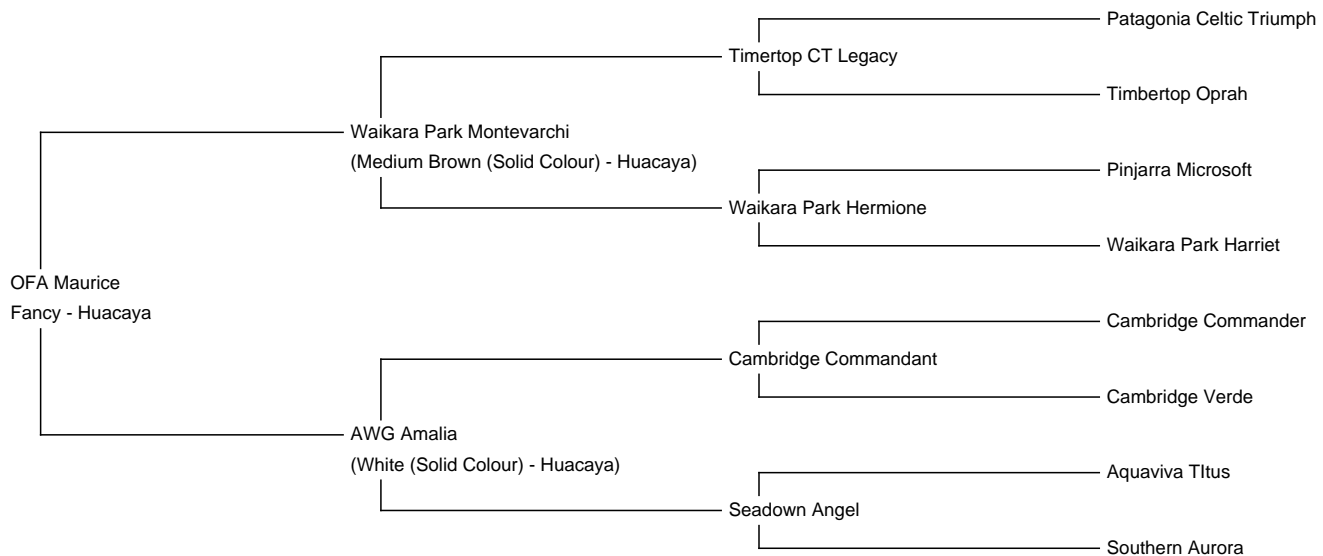 Patagonia Celtic Triumph
Timertop CT Legacy
Timbertop Oprah
Waikara Park Montevarchi
(Medium Brown (Solid Colour) - Huacaya)
Pinjarra Microsoft
Waikara Park Hermione
Waikara Park Harriet
OFA Maurice
Fancy - Huacaya
Cambridge Commander
Cambridge Commandant
Cambridge Verde
AWG Amalia
(White (Solid Colour) - Huacaya)
Aquaviva TItus
Seadown Angel
Southern Aurora